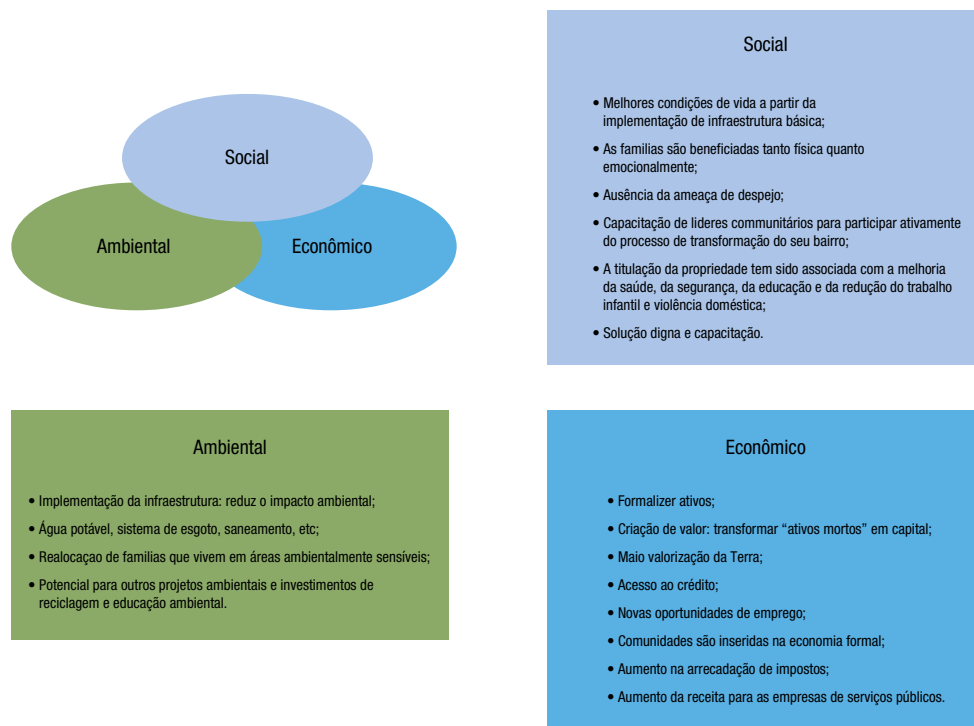 Social
Ambiental
Econômico
Social
• Melhores condições de vida a partir da
implementação de infraestrutura básica;
• As familias são beneficiadas tanto física quanto
emocionalmente;
• Ausência da ameaça de despejo;
• Capacitação de lideres communitários para participar ativamente
do processo de transformação do seu bairro;
• A titulação da propriedade tem sido associada com a melhoria
da saúde, da segurança, da educação e da redução do trabalho
infantil e violência doméstica;
• Solução digna e capacitação.
Ambiental
• Implementação da infraestrutura: reduz o impacto ambiental;
• Água potável, sistema de esgoto, saneamento, etc;
• Realocaçao de familias que vivem em áreas ambientalmente sensíveis;
• Potencial para outros projetos ambientais e investimentos de
reciclagem e educação ambiental.
Econômico
• Formalizer ativos;
• Criação de valor: transformar “ativos mortos” em capital;
• Maio valorização da Terra;
• Acesso ao crédito;
• Novas oportunidades de emprego;
• Comunidades são inseridas na economia formal;
• Aumento na arrecadação de impostos;
• Aumento da receita para as empresas de serviços públicos.